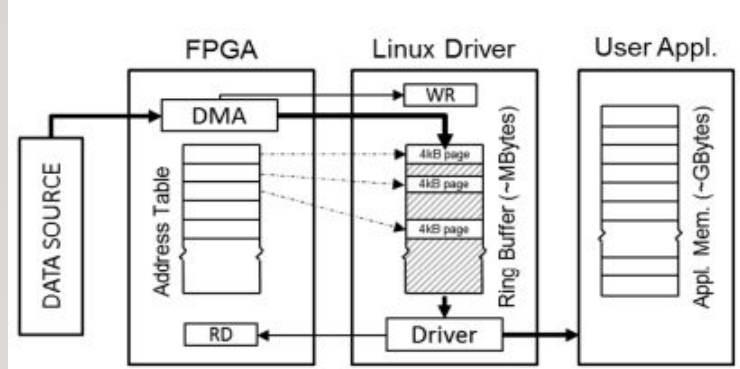 FPGA
Linux Driver
User Appl.
WR
DMA
4kB page
4kB page
4kB page
DATA SOURCE
Address Table
Ring Buffer (~MBytes)
Appl. Mem. (~GBytes)
RD
Driver